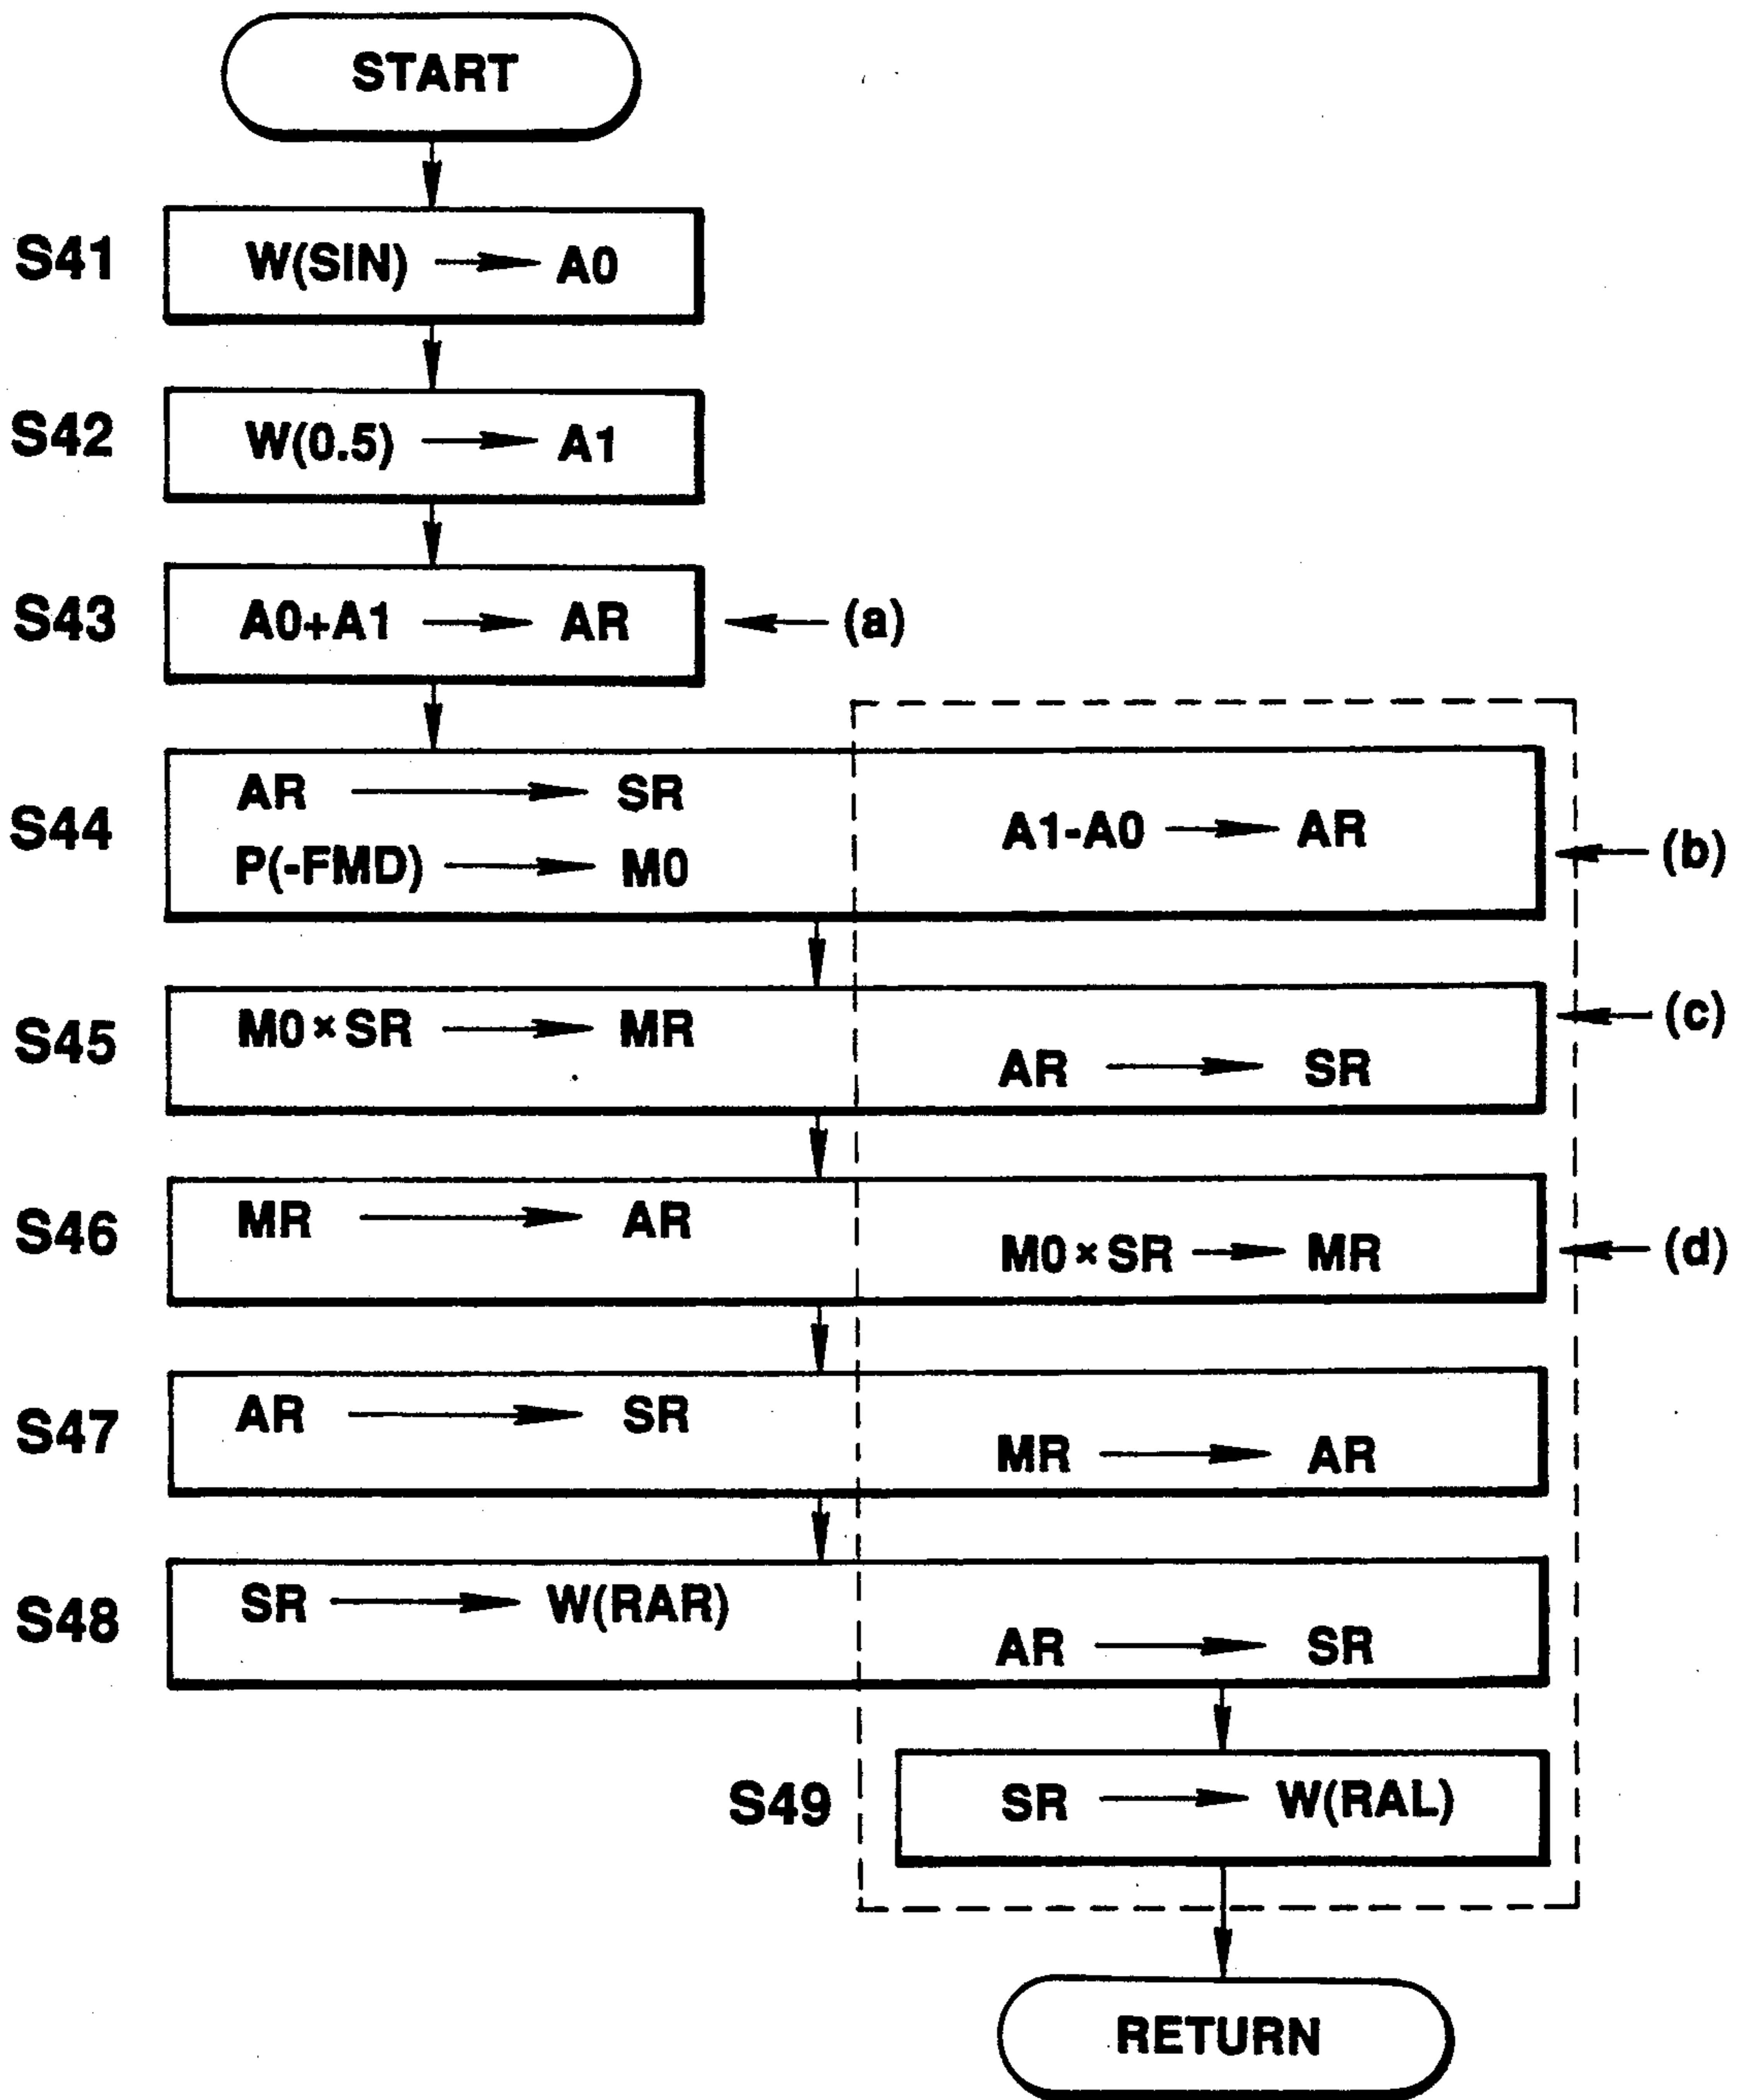 START
S41
W(SIN) → A0
S42
W(0.5) → A1
S43
A0+A1 → AR
(a)
S44
AR → SR
P(-FMD) → M0
A1-A0 → AR
(b)
S45
M0×SR → MR
AR → SR
(c)
S46
MR → AR
M0×SR → MR
(d)
S47
AR → SR
MR → AR
S48
SR → W(RAR)
AR → SR
S49
SR → W(RAL)
RETURN